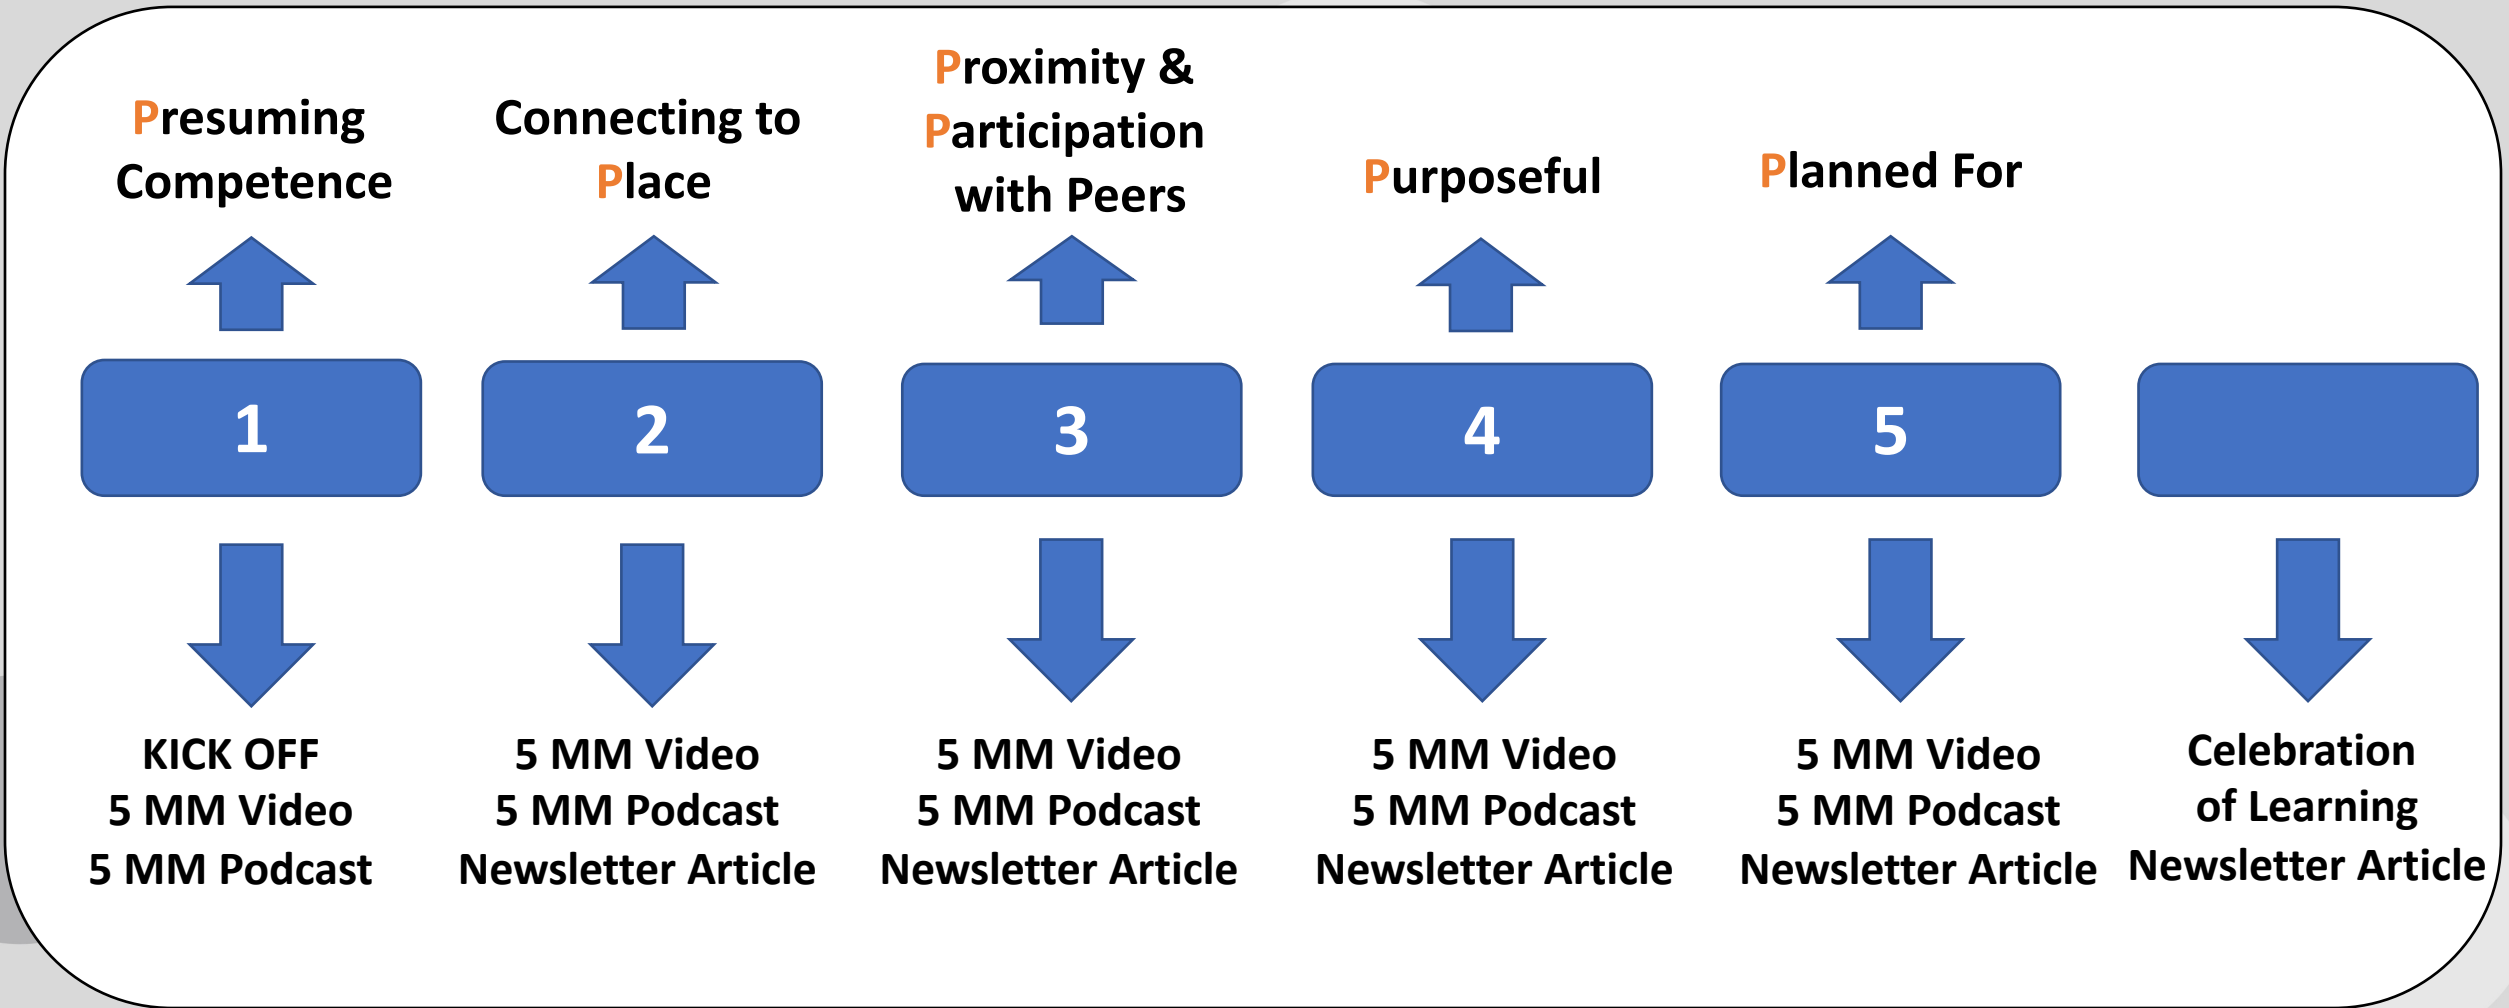 Presuming
Competence
Connecting to
Place
Proximity &
Participation
with Peers
Purposeful
Planned For
1
2
3
4
5
KICK OFF
5 MM Video
5 MM Podcast
5 MM Video
5 MM Podcast
Newsletter Article
5 MM Video
5 MM Podcast
Newsletter Article
5 MM Video
5 MM Podcast
Newsletter Article
5 MM Video
5 MM Podcast
Newsletter Article
Celebration
of Learning
Newsletter Article